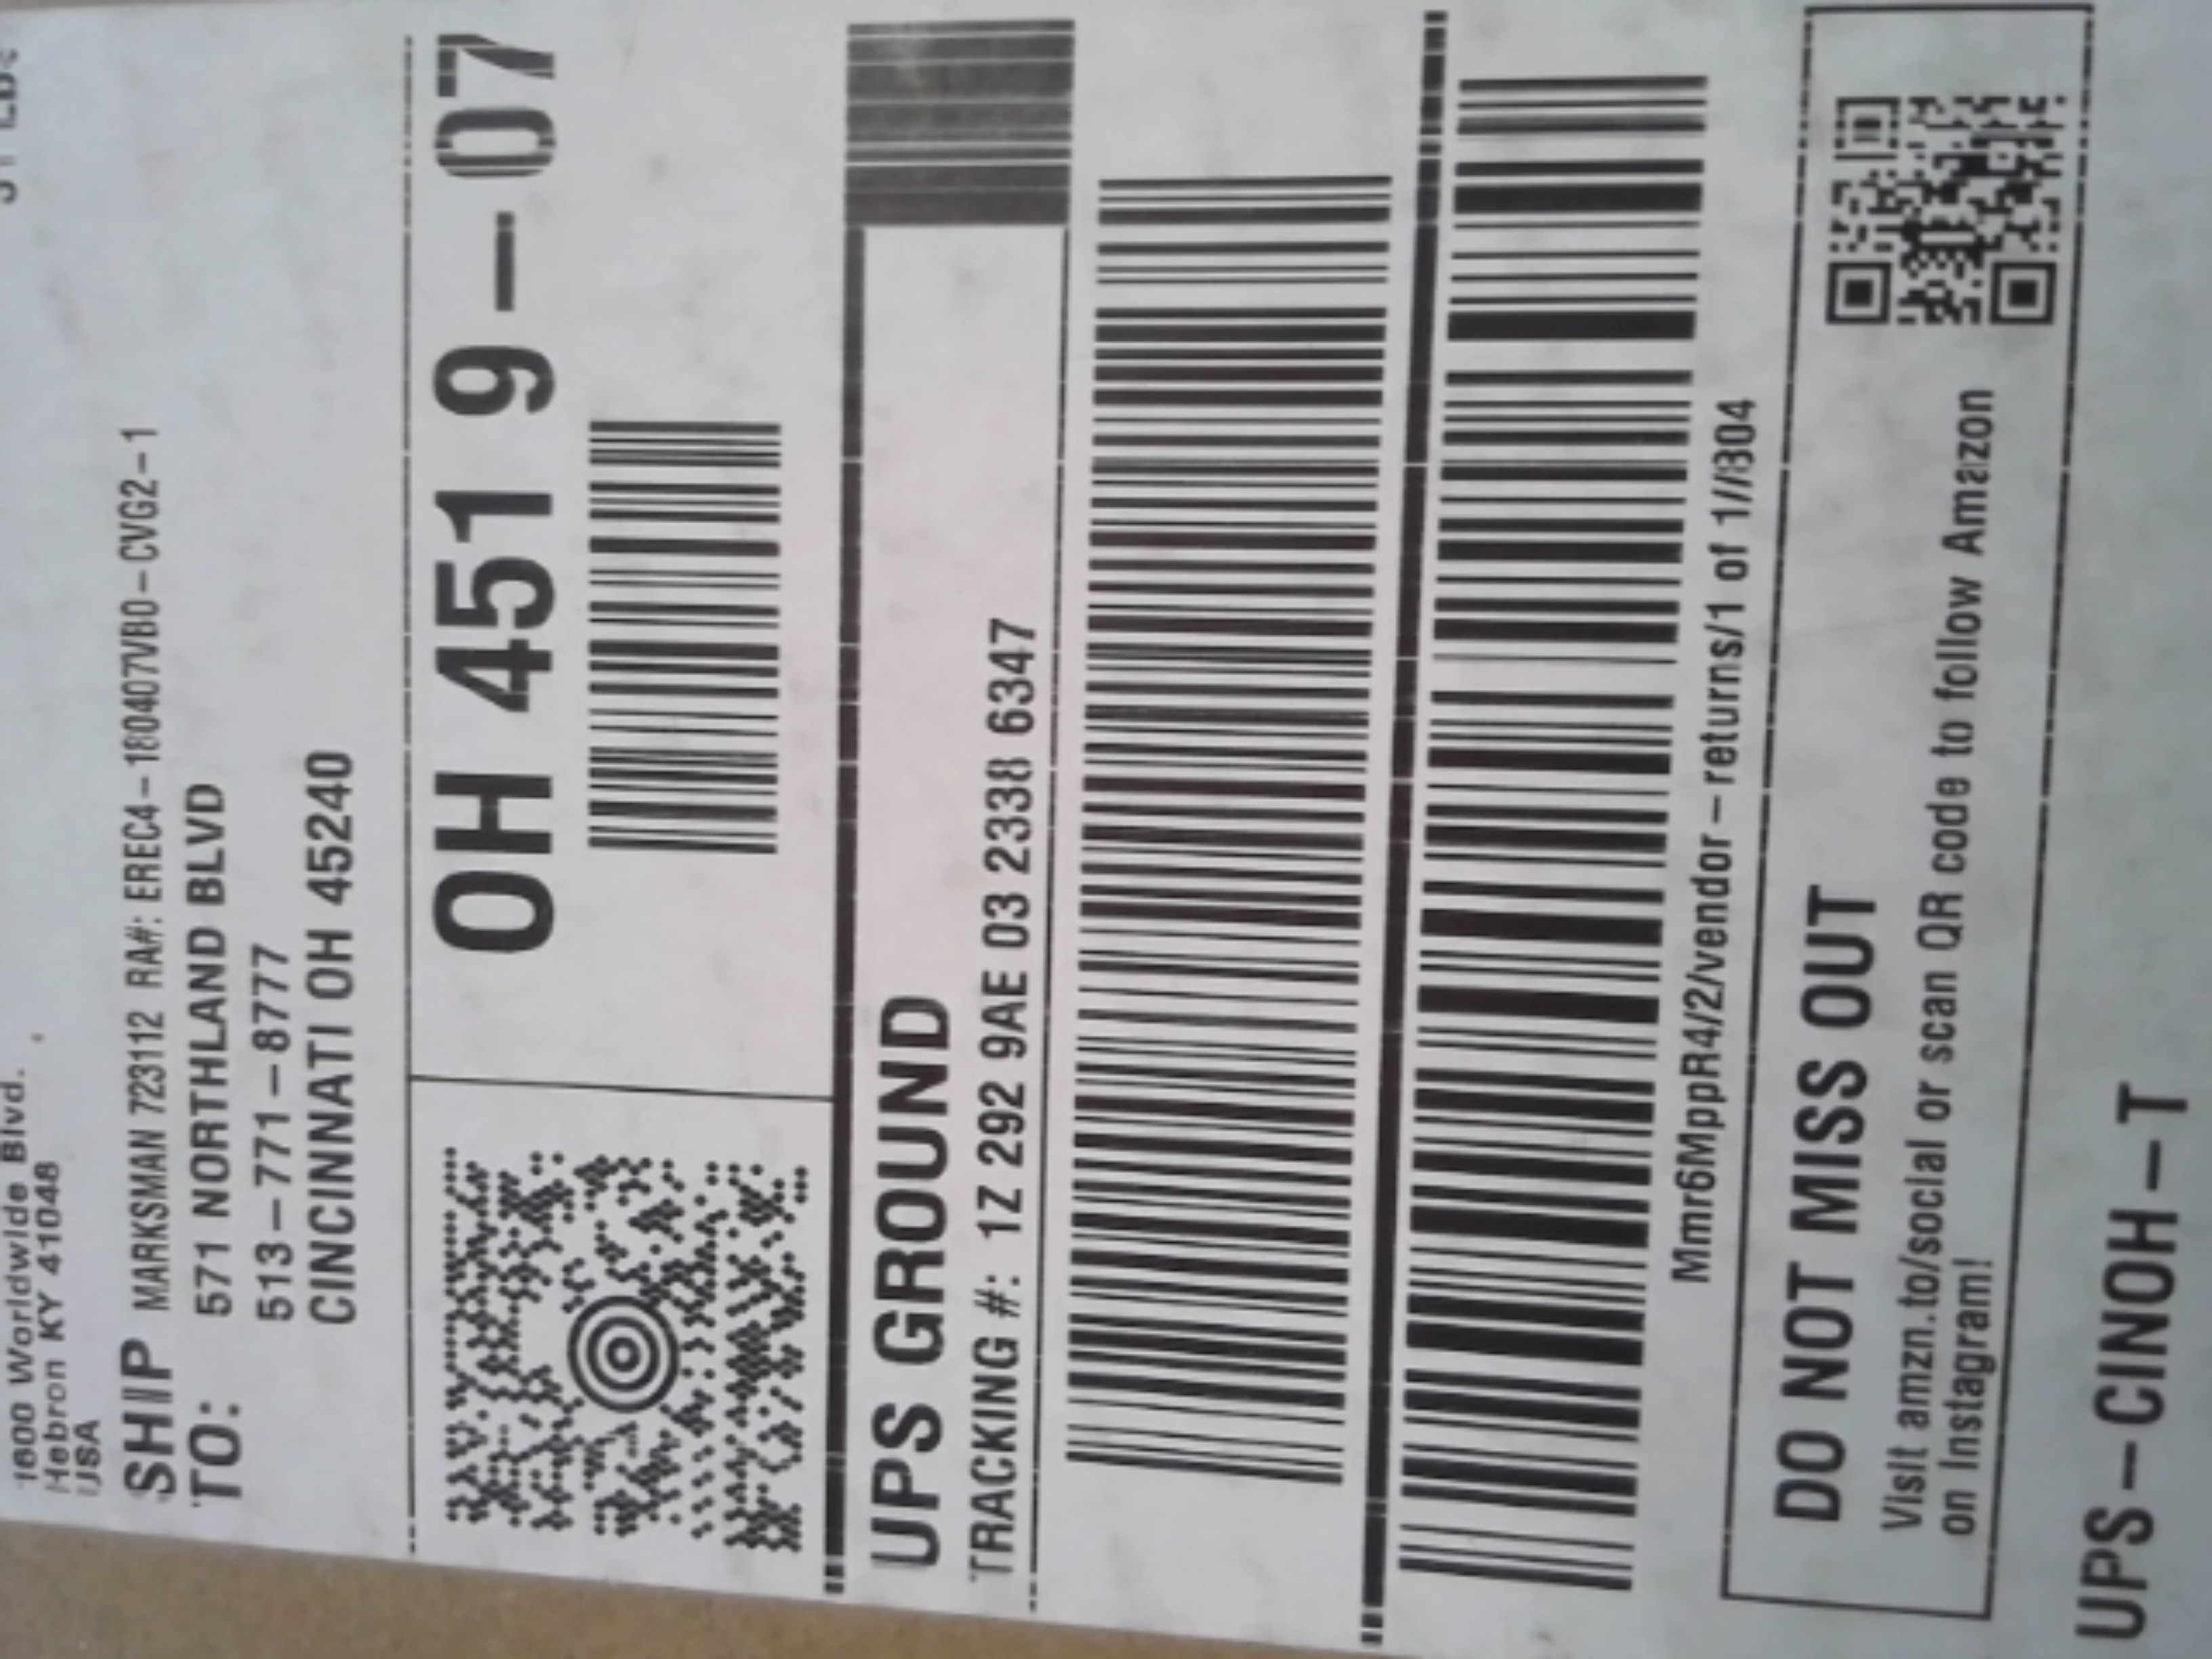 1600 Worldwide Blvd.
Hebron KY 41048
USA
SHIP TO:
MARKSMAN 723112 RA#: EREC4-180407VB0-CVG2-1
571 NORTHLAND BLVD
513-771-8777
CINCINNATI OH 45240
OH 451 9-07
UPS GROUND
TRACKING #: 1Z 292 9AE 03 2338 6347
Mmr6MppR4/2/vendor-returns/1 of 1//804
DO NOT MISS OUT
Visit amzn.to/social or scan QR code to follow Amazon
on Instagram!
UPS-CINOH-T